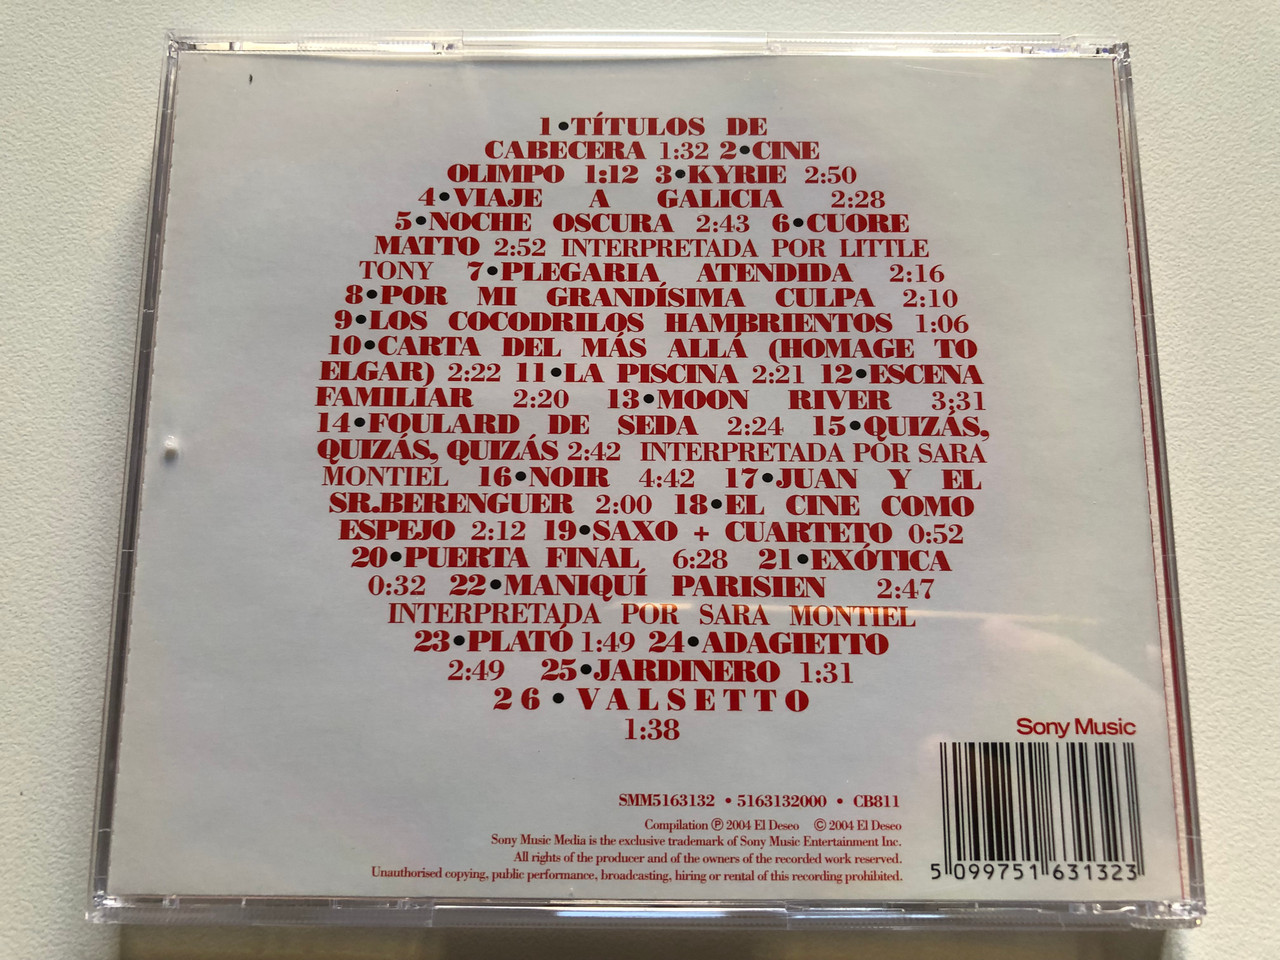 1•TÍTULOS DE
CABECERA 1:32 2•CINE
OLIMPO 1:12 3•KYRIE 2:50
4•VIAJE A GALICIA 2:28
5•NOCHE OSCURA 2:43 6•CUORE
MATTO 2:52 INTERPRETADA POR LITTLE
TONY 7•PLEGARIA ATENDIDA 2:16
8•POR MI GRANDÍSIMA CULPA 2:10
9•LOS COCODRILOS HAMBRIENTOS 1:06
10•CARTA DEL MÁS ALLÁ (HOMAGE TO
ELGAR) 2:22 11•LA PISCINA 2:21 12•ESCENA
FAMILIAR 2:20 13•MOON RIVER 3:31
14•FOULARD DE SEDA 2:24 15•QUIZÁS,
QUIZÁS, QUIZÁS 2:42 INTERPRETADA POR SARA
MONTIEL 16•NOIR 4:42 17•JUAN Y EL
SR.BERENGUER 2:00 18•EL CINE COMO
ESPEJO 2:12 19•SAXO + CUARTETO 0:52
20•PUERTA FINAL 6:28 21•EXÓTICA
0:32 22•MANIQUÍ PARISIEN 2:47
INTERPRETADA POR SARA MONTIEL
23•PLATÓ 1:49 24•ADAGIETTO
2:49 25•JARDINERO 1:31
26•VALSETTO
1:38
Sony Music
SMM5163132 • 5163132000 • CB811
Compilation ℗ 2004 El Deseo © 2004 El Deseo
Sony Music Media is the exclusive trademark of Sony Music Entertainment Inc.
All rights of the producer and of the owners of the recorded work reserved.
Unauthorised copying, public performance, broadcasting, hiring or rental of this recording prohibited.
5 099751 631323